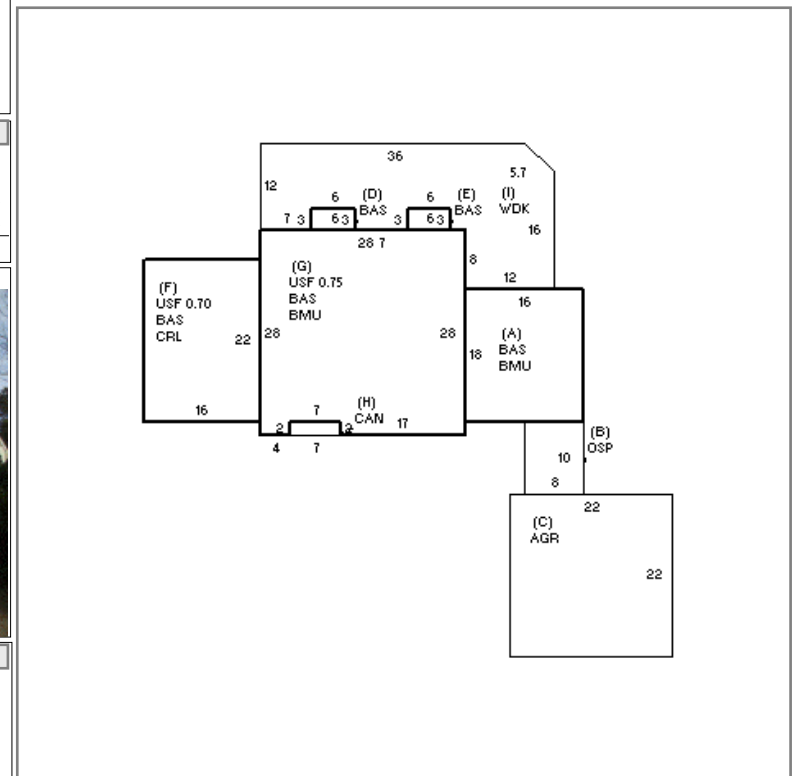 36
5.7
12
6
(D)
BAS
6
(E)
BAS
(I)
WDK
7 3
6 3
3
6 3
16
28 7
8
12
(F)
USF 0.70
BAS
CRL
(G)
USF 0.75
BAS
BMU
16
22
28
28
18
(A)
BAS
BMU
16
7
(H)
CAN
17
2
2
4
7
(B)
OSP
10
8
22
(C)
AGR
22